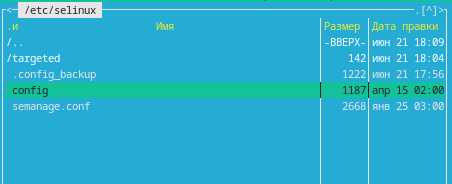 /etc/selinux .[^]>
.и Имя Размер Дата правки
/.. -ВВЕРХ- июн 21 18:09
/targeted 142 июн 21 18:04
.config_backup 1222 июн 21 17:56
config 1187 апр 15 02:00
semanage.conf 2668 янв 25 03:00